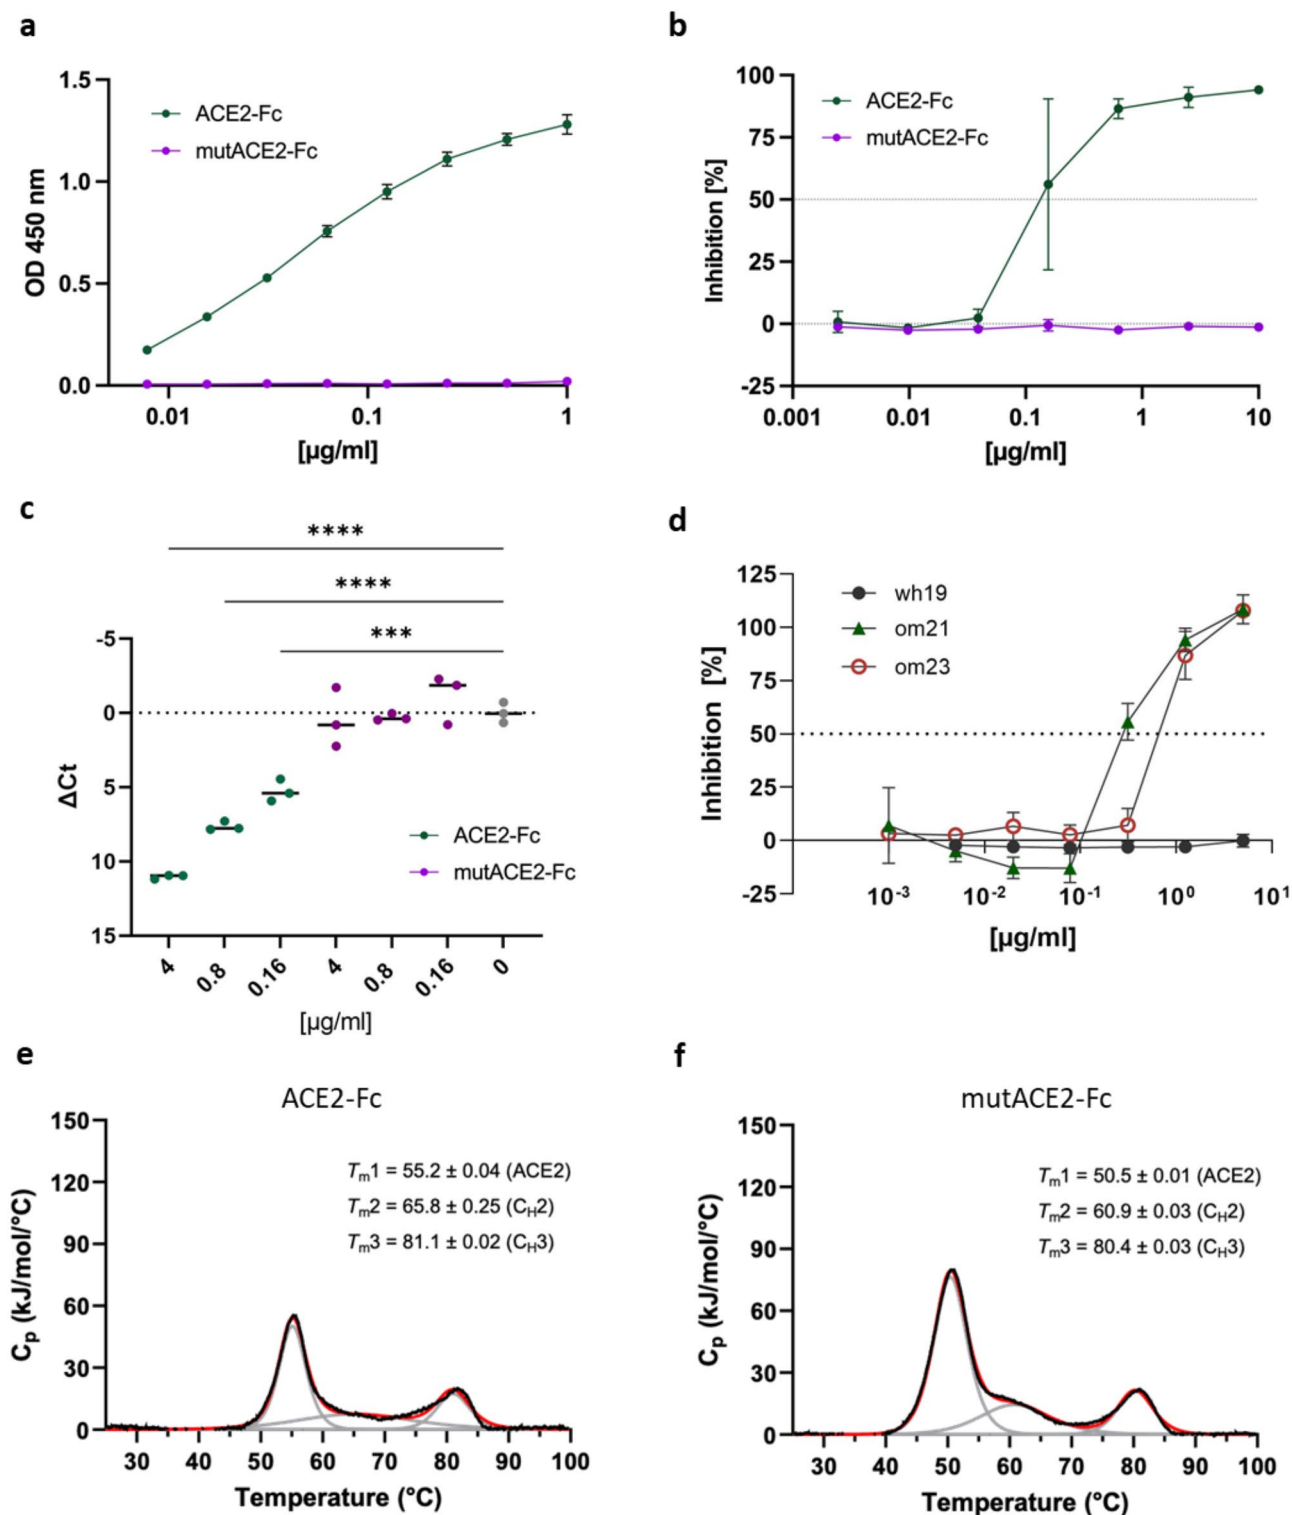 a
1.5
1.0
0.5
0.0
OD 450 nm
ACE2-Fc
mutACE2-Fc
0.01
0.1
1
[µg/ml]
b
100
75
50
25
0
-25
Inhibition [%]
ACE2-Fc
mutACE2-Fc
0.001
0.01
0.1
1
10
[µg/ml]
c
****
****
***
-5
0
5
10
15
ΔCt
ACE2-Fc
mutACE2-Fc
4
0.8
0.16
4
0.8
0.16
0
[µg/ml]
d
125
100
75
50
25
0
-25
Inhibition [%]
wh19
om21
om23
10⁻³
10⁻²
10⁻¹
10⁰
10¹
[µg/ml]
e
ACE2-Fc
150
120
90
60
30
0
Cₚ (kJ/mol/°C)
Tₘ1 = 55.2 ± 0.04 (ACE2)
Tₘ2 = 65.8 ± 0.25 (C_H2)
Tₘ3 = 81.1 ± 0.02 (C_H3)
30 40 50 60 70 80 90 100
Temperature (°C)
f
mutACE2-Fc
150
120
90
60
30
0
Cₚ (kJ/mol/°C)
Tₘ1 = 50.5 ± 0.01 (ACE2)
Tₘ2 = 60.9 ± 0.03 (C_H2)
Tₘ3 = 80.4 ± 0.03 (C_H3)
30 40 50 60 70 80 90 100
Temperature (°C)